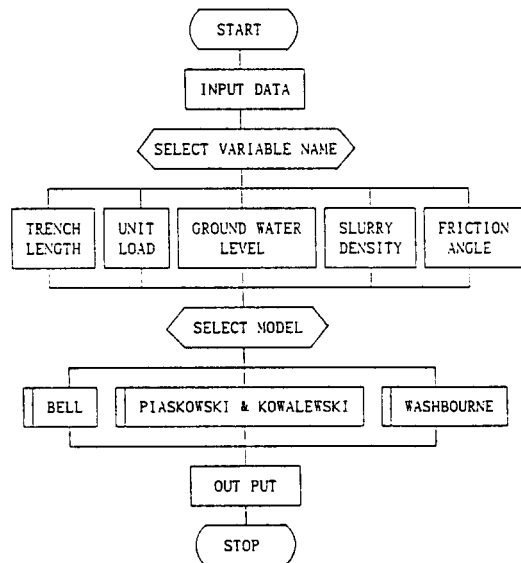 START
INPUT DATA
SELECT VARIABLE NAME
TRENCH
LENGTH
UNIT
LOAD
GROUND WATER
LEVEL
SLURRY
DENSITY
FRICTION
ANGLE
SELECT MODEL
BELL
PIASKOWSKI & KOWALEWSKI
WASHBOURNE
OUT PUT
STOP